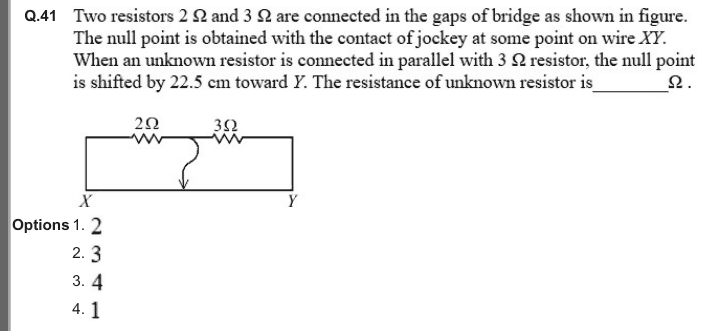 Q.41 Two resistors 2 Ω and 3 Ω are connected in the gaps of bridge as shown in figure.
The null point is obtained with the contact of jockey at some point on wire XY.
When an unknown resistor is connected in parallel with 3 Ω resistor, the null point
is shifted by 22.5 cm toward Y. The resistance of unknown resistor is_______Ω .
2Ω 3Ω
X Y
Options 1. 2
2. 3
3. 4
4. 1